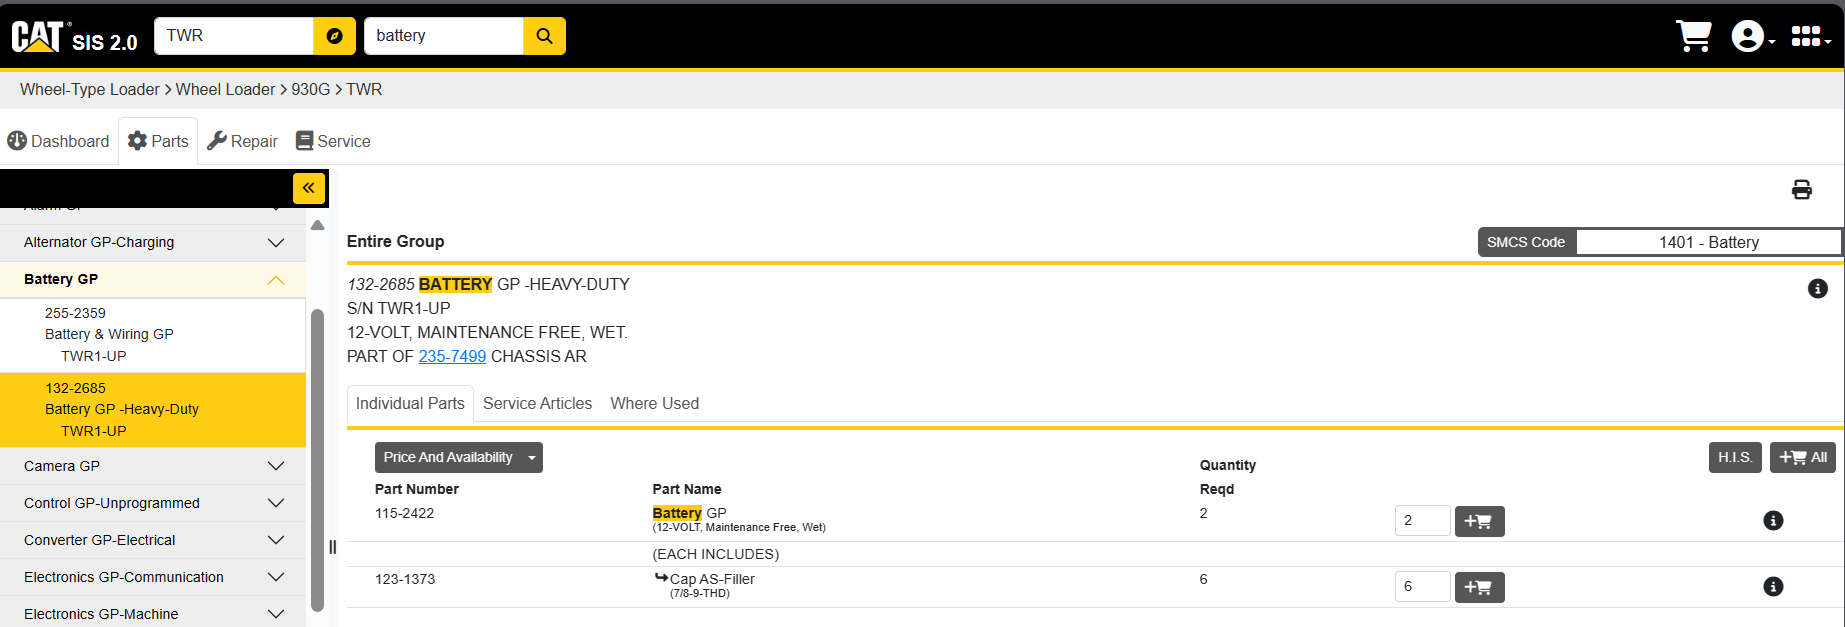 CAT ® SIS 2.0 TWR battery
Wheel-Type Loader > Wheel Loader > 930G > TWR
Dashboard Parts Repair Service
Alternator GP-Charging
Battery GP
255-2359
Battery & Wiring GP
TWR1-UP
132-2685
Battery GP -Heavy-Duty
TWR1-UP
Camera GP
Control GP-Unprogrammed
Converter GP-Electrical
Electronics GP-Communication
Electronics GP-Machine
Entire Group
SMCS Code 1401 - Battery
132-2685 BATTERY GP -HEAVY-DUTY
S/N TWR1-UP
12-VOLT, MAINTENANCE FREE, WET.
PART OF 235-7499 CHASSIS AR
Individual Parts Service Articles Where Used
Price And Availability H.I.S. All
Quantity
Part Number Part Name Reqd
115-2422 Battery GP 2 2
(12-VOLT, Maintenance Free, Wet)
(EACH INCLUDES)
123-1373 Cap AS-Filler 6 6
(7/8-9-THD)